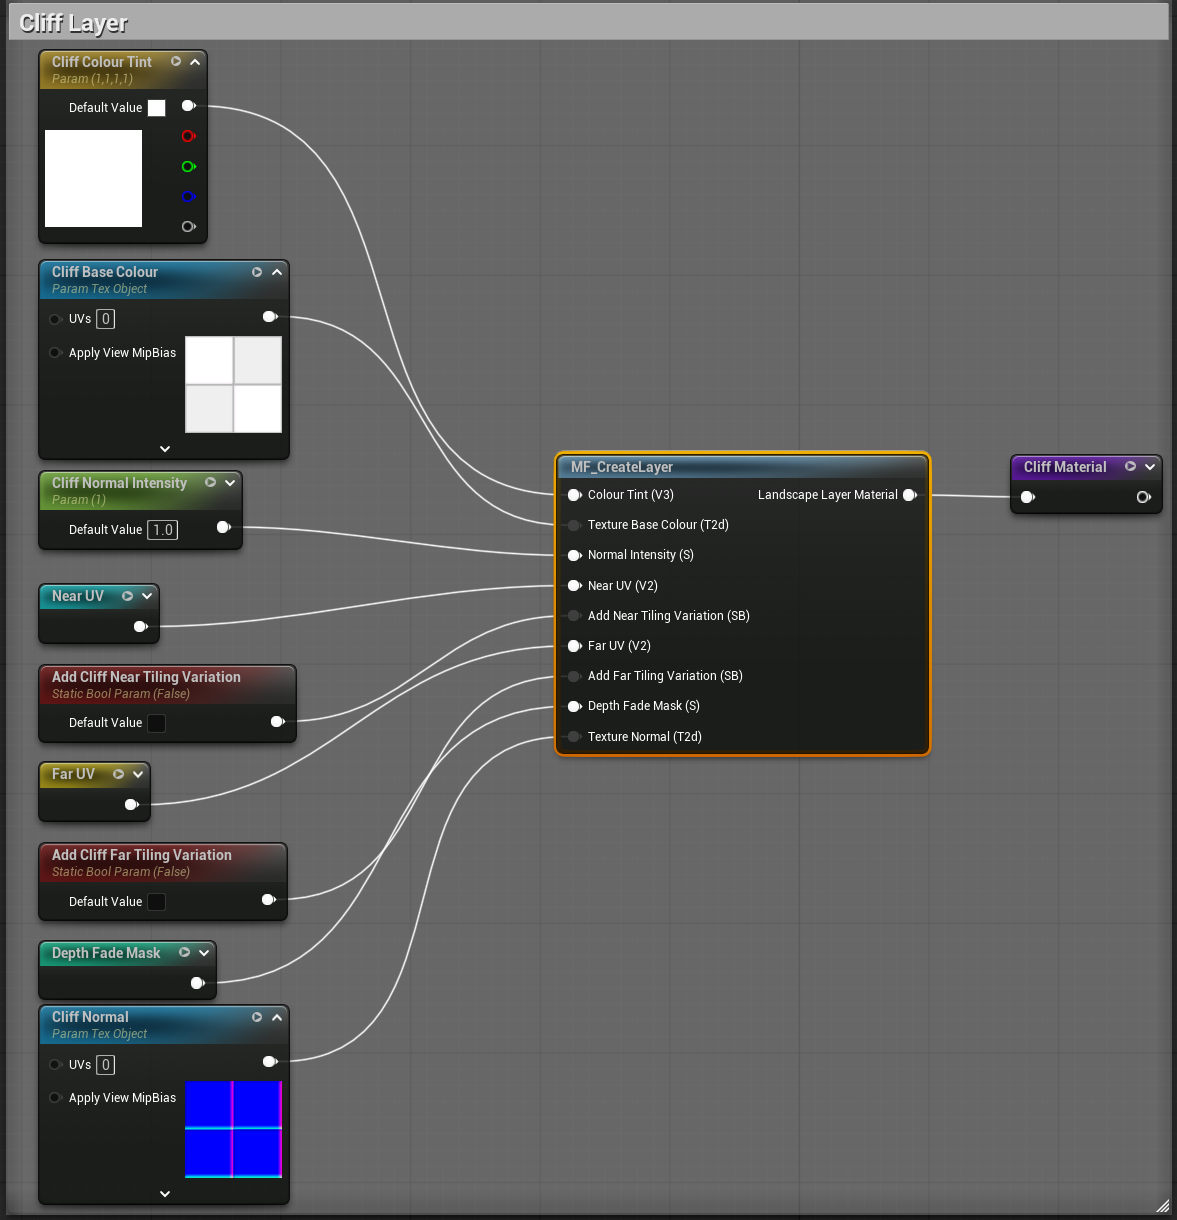 Cliff Layer
Cliff Colour Tint
Param (1,1,1,1)
Default Value
Cliff Base Colour
Param Tex Object
UVs 0
Apply View MipBias
Cliff Normal Intensity
Param (1)
Default Value 1.0
Near UV
Add Cliff Near Tiling Variation
Static Bool Param (False)
Default Value
Far UV
Add Cliff Far Tiling Variation
Static Bool Param (False)
Default Value
Depth Fade Mask
Cliff Normal
Param Tex Object
UVs 0
Apply View MipBias
MF_CreateLayer
Colour Tint (V3) Landscape Layer Material
Texture Base Colour (T2d)
Normal Intensity (S)
Near UV (V2)
Add Near Tiling Variation (SB)
Far UV (V2)
Add Far Tiling Variation (SB)
Depth Fade Mask (S)
Texture Normal (T2d)
Cliff Material